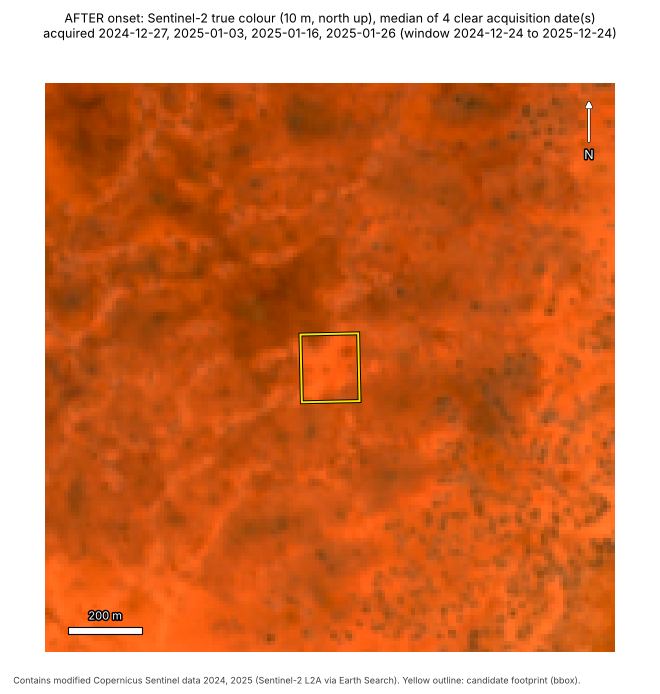 AFTER onset: Sentinel-2 true colour (10 m, north up), median of 4 clear acquisition date(s)
acquired 2024-12-27, 2025-01-03, 2025-01-16, 2025-01-26 (window 2024-12-24 to 2025-12-24)
N
200 m
Contains modified Copernicus Sentinel data 2024, 2025 (Sentinel-2 L2A via Earth Search). Yellow outline: candidate footprint (bbox).